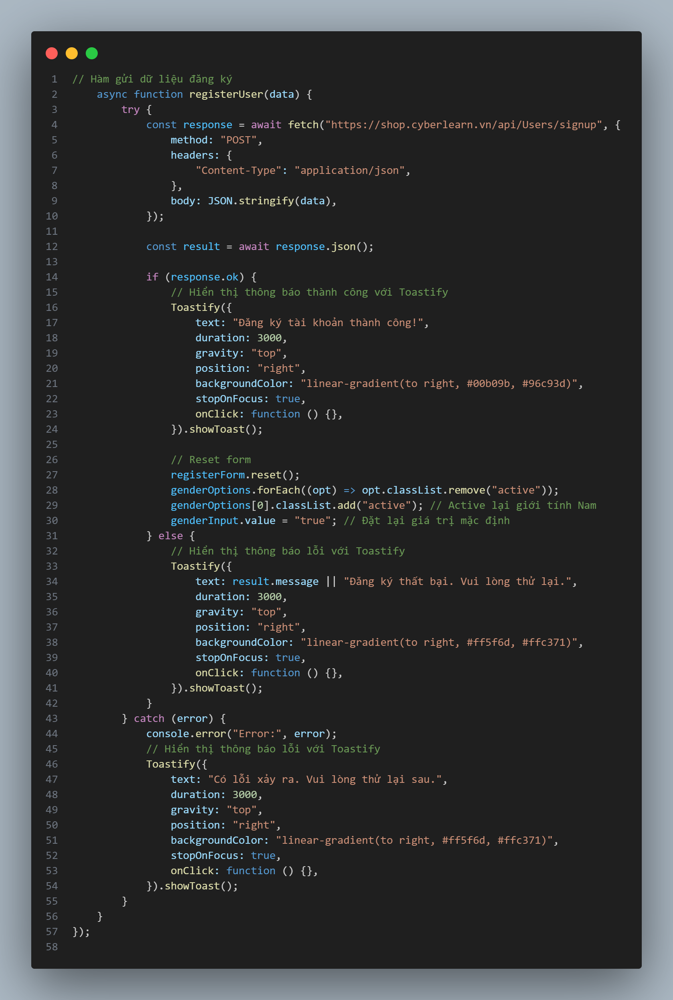 1 // Hàm gửi dữ liệu đăng ký
2     async function registerUser(data) {
3         try {
4             const response = await fetch("https://shop.cyberlearn.vn/api/Users/signup", {
5                 method: "POST",
6                 headers: {
7                     "Content-Type": "application/json",
8                 },
9                 body: JSON.stringify(data),
10             });
11
12             const result = await response.json();
13
14             if (response.ok) {
15                 // Hiển thị thông báo thành công với Toastify
16                 Toastify({
17                     text: "Đăng ký tài khoản thành công!",
18                     duration: 3000,
19                     gravity: "top",
20                     position: "right",
21                     backgroundColor: "linear-gradient(to right, #00b09b, #96c93d)",
22                     stopOnFocus: true,
23                     onClick: function () {},
24                 }).showToast();
25
26                 // Reset form
27                 registerForm.reset();
28                 genderOptions.forEach((opt) => opt.classList.remove("active"));
29                 genderOptions[0].classList.add("active"); // Active lại giới tính Nam
30                 genderInput.value = "true"; // Đặt lại giá trị mặc định
31             } else {
32                 // Hiển thị thông báo lỗi với Toastify
33                 Toastify({
34                     text: result.message || "Đăng ký thất bại. Vui lòng thử lại.",
35                     duration: 3000,
36                     gravity: "top",
37                     position: "right",
38                     backgroundColor: "linear-gradient(to right, #ff5f6d, #ffc371)",
39                     stopOnFocus: true,
40                     onClick: function () {},
41                 }).showToast();
42             }
43         } catch (error) {
44             console.error("Error:", error);
45             // Hiển thị thông báo lỗi với Toastify
46             Toastify({
47                 text: "Có lỗi xảy ra. Vui lòng thử lại sau.",
48                 duration: 3000,
49                 gravity: "top",
50                 position: "right",
51                 backgroundColor: "linear-gradient(to right, #ff5f6d, #ffc371)",
52                 stopOnFocus: true,
53                 onClick: function () {},
54             }).showToast();
55         }
56     }
57 });
58